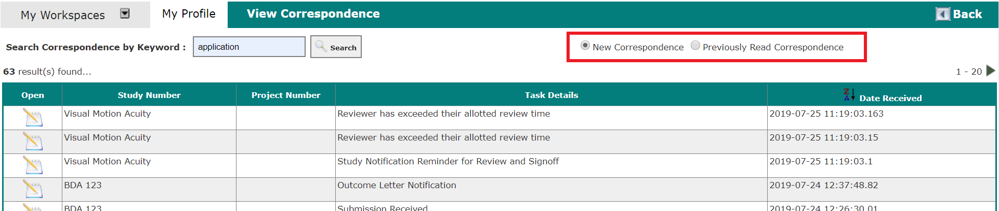 My Workspaces My Profile View Correspondence Back
Search Correspondence by Keyword : application Search New Correspondence Previously Read Correspondence
63 result(s) found... 1 - 20
Open Study Number Project Number Task Details Z A Date Received
Visual Motion Acuity Reviewer has exceeded their allotted review time 2019-07-25 11:19:03.163
Visual Motion Acuity Reviewer has exceeded their allotted review time 2019-07-25 11:19:03.15
Visual Motion Acuity Study Notification Reminder for Review and Signoff 2019-07-25 11:19:03.1
BDA 123 Outcome Letter Notification 2019-07-24 12:37:48.82
BDA 123 Submission Received 2019-07-24 12:26:30.01